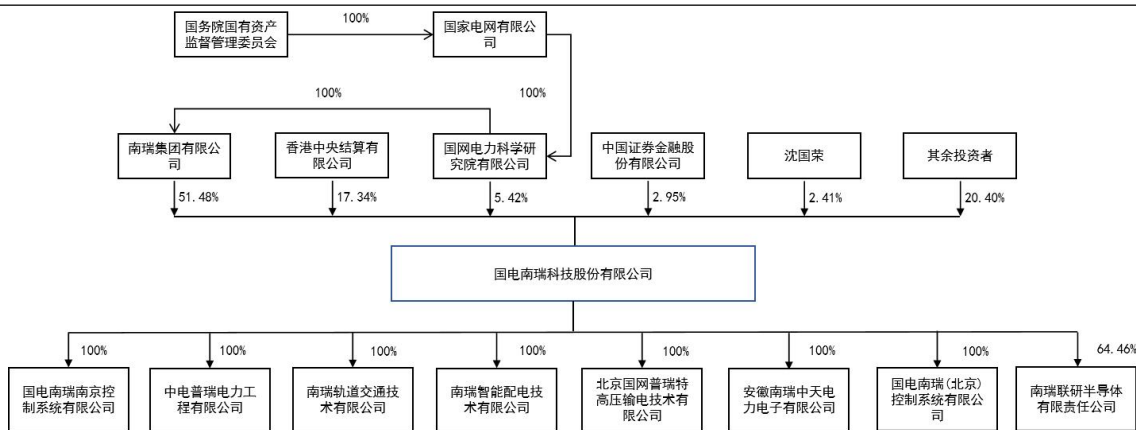 国务院国有资产
监督管理委员会
100%
国家电网有限公
司
100%
100%
南瑞集团有限公
司
香港中央结算有
限公司
国网电力科学研
究院有限公司
中国证券金融股
份有限公司
沈国荣
其余投资者
51.48%
17.34%
5.42%
2.95%
2.41%
20.40%
国电南瑞科技股份有限公司
100%
100%
100%
100%
100%
100%
100%
64.46%
国电南瑞南京控
制系统有限公司
中电普瑞电力工
程有限公司
南瑞轨道交通技
术有限公司
南瑞智能配电技
术有限公司
北京国网普瑞特
高压输电技术有
限公司
安徽南瑞中天电
力电子有限公司
国电南瑞(北京)
控制系统有限公
司
南瑞联研半导体
有限责任公司